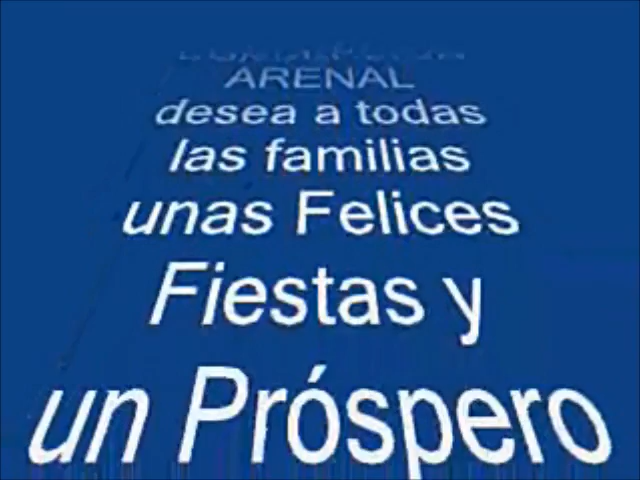 ARENAL
desea a todas
las familias
unas Felices
Fiestas y
un Próspero